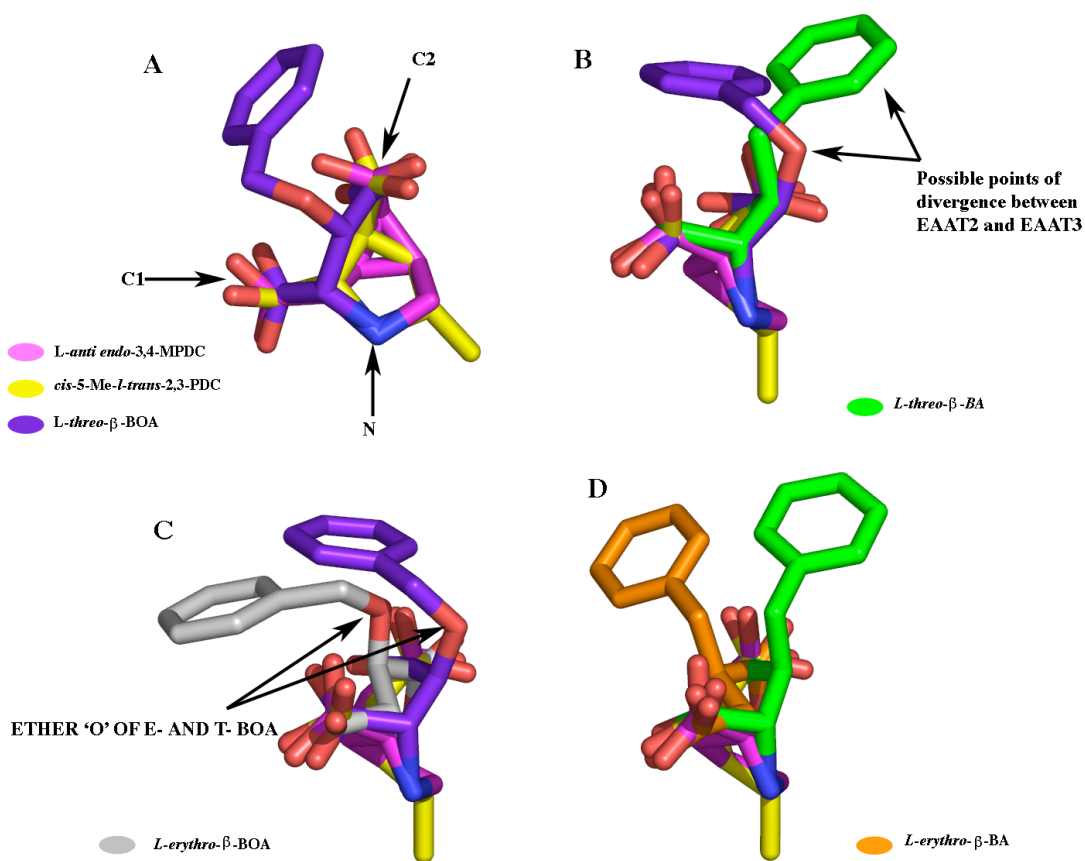 A
C2
C1
N
L-anti endo-3,4-MPDC
cis-5-Me-l-trans-2,3-PDC
L-threo-β-BOA
B
Possible points of
divergence between
EAAT2 and EAAT3
L-threo-β-BA
C
ETHER ‘O’ OF E- AND T- BOA
L-erythro-β-BOA
D
L-erythro-β-BA